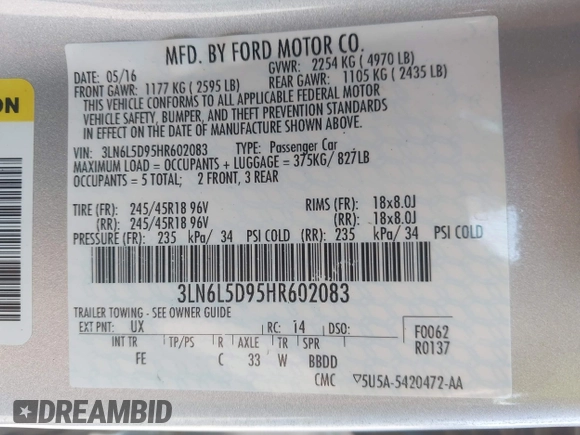 MFD. BY FORD MOTOR CO.
DATE: 05/16 GVWR: 2254 KG ( 4970 LB)
FRONT GAWR: 1177 KG ( 2595 LB) REAR GAWR: 1105 KG ( 2435 LB)
THIS VEHICLE CONFORMS TO ALL APPLICABLE FEDERAL MOTOR
VEHICLE SAFETY, BUMPER, AND THEFT PREVENTION STANDARDS
IN EFFECT ON THE DATE OF MANUFACTURE SHOWN ABOVE.
VIN: 3LN6L5D95HR602083 TYPE: Passenger Car
MAXIMUM LOAD = OCCUPANTS + LUGGAGE = 375KG/ 827LB
OCCUPANTS = 5 TOTAL; 2 FRONT, 3 REAR
TIRE (FR): 245/45R18 96V RIMS (FR): 18x8.0J
(RR): 245/45R18 96V (RR): 18x8.0J
PRESSURE (FR): 235 kPa/ 34 PSI COLD (RR): 235 kPa/ 34 PSI COLD
3LN6L5D95HR602083
TRAILER TOWING - SEE OWNER GUIDE
EXT PNT: UX RC: 14 DSO: F0062
INT TR TP/PS R AXLE TR SPR R0137
FE C 33 W BBDD
CMC ▽5U5A-5420472-AA
ON
DREAMBID